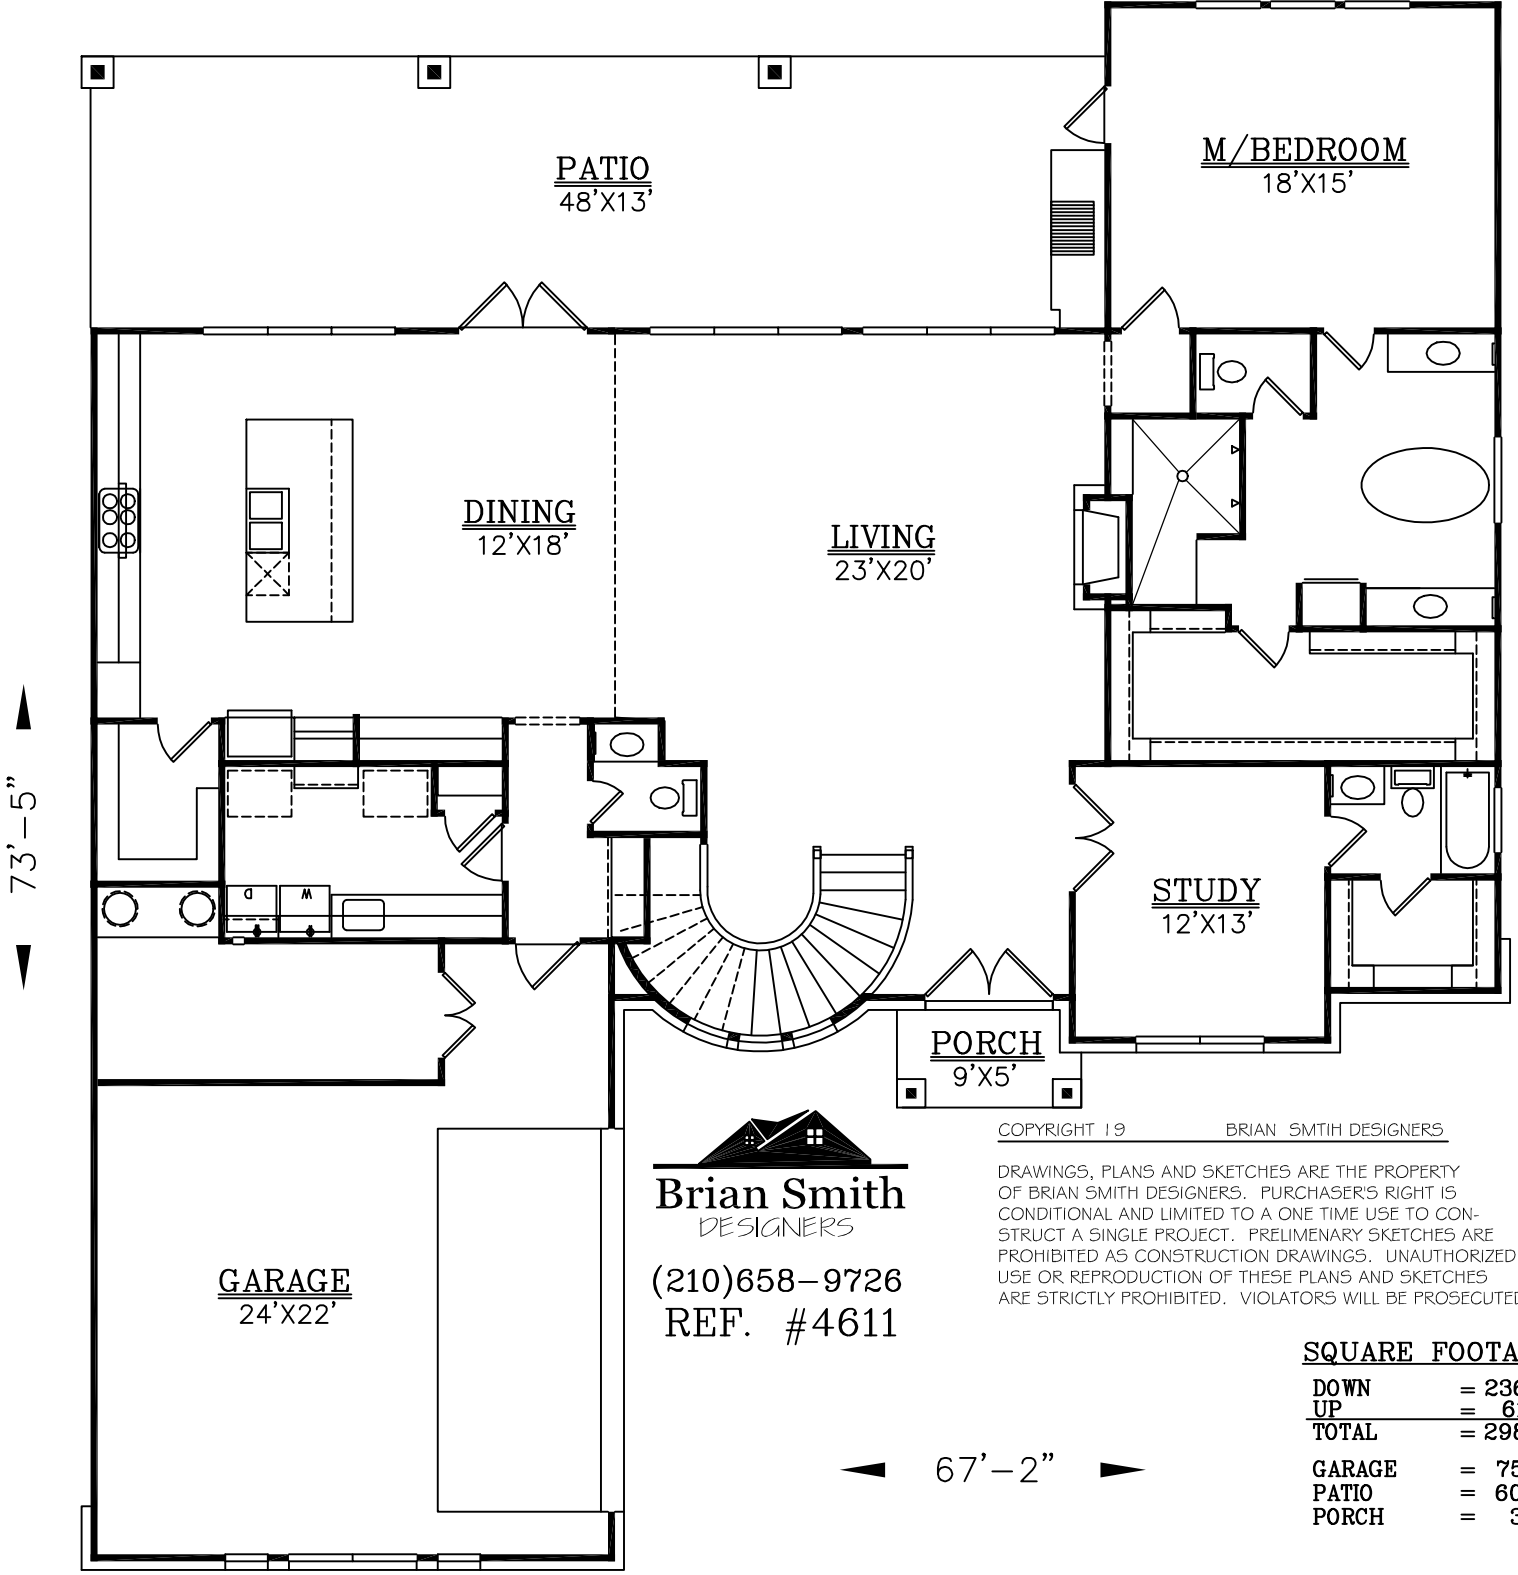 PATIO
48'X13'
M/BEDROOM
18'X15'
DINING
12'X18'
LIVING
23'X20'
73'-5"
D
W
STUDY
12'X13'
PORCH
9'X5'
GARAGE
24'X22'
Brian Smith
DESIGNERS
(210)658-9726
REF. #4611
COPYRIGHT 19 BRIAN SMTIH DESIGNERS
DRAWINGS, PLANS AND SKETCHES ARE THE PROPERTY
OF BRIAN SMITH DESIGNERS. PURCHASER'S RIGHT IS
CONDITIONAL AND LIMITED TO A ONE TIME USE TO CON-
STRUCT A SINGLE PROJECT. PRELIMENARY SKETCHES ARE
PROHIBITED AS CONSTRUCTION DRAWINGS. UNAUTHORIZED
USE OR REPRODUCTION OF THESE PLANS AND SKETCHES
ARE STRICTLY PROHIBITED. VIOLATORS WILL BE PROSECUTED
67'-2"
SQUARE
DOWN =
UP =
TOTAL =
GARAGE =
PATIO =
PORCH =